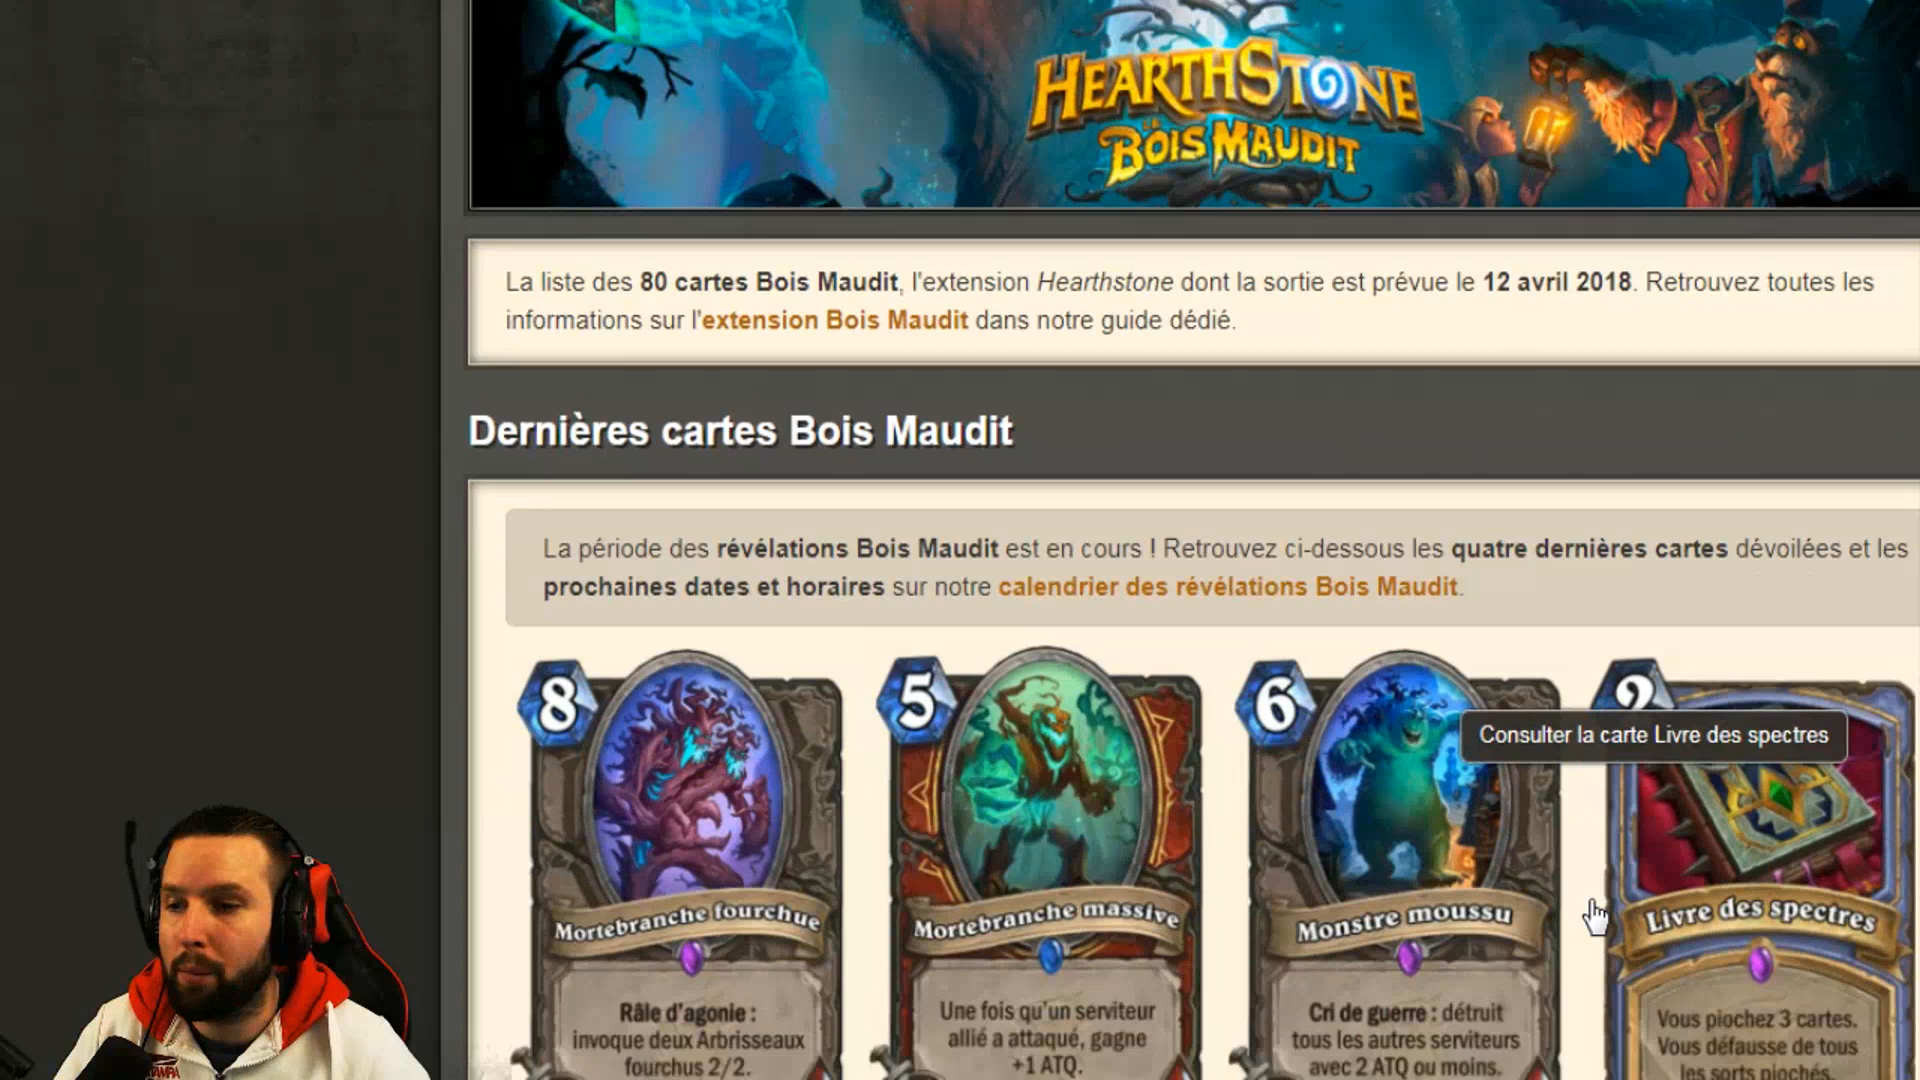 HEARTHSTONE
LE
BOIS MAUDIT
La liste des 80 cartes Bois Maudit, l'extension Hearthstone dont la sortie est prévue le 12 avril 2018. Retrouvez toutes les
informations sur l'extension Bois Maudit dans notre guide dédié.
Dernières cartes Bois Maudit
La période des révélations Bois Maudit est en cours ! Retrouvez ci-dessous les quatre dernières cartes dévoilées et les
prochaines dates et horaires sur notre calendrier des révélations Bois Maudit.
8
Mortebranche fourchue
Râle d'agonie :
invoque deux Arbrisseaux
fourchus 2/2.
5
Mortebranche massive
Une fois qu'un serviteur
allié a attaqué, gagne
+1 ATQ.
6
Monstre moussu
Cri de guerre : détruit
tous les autres serviteurs
avec 2 ATQ ou moins.
Consulter la carte Livre des spectres
Livre des spectres
Vous piochez 3 cartes.
Vous défausse de tous
les sorts piochés.